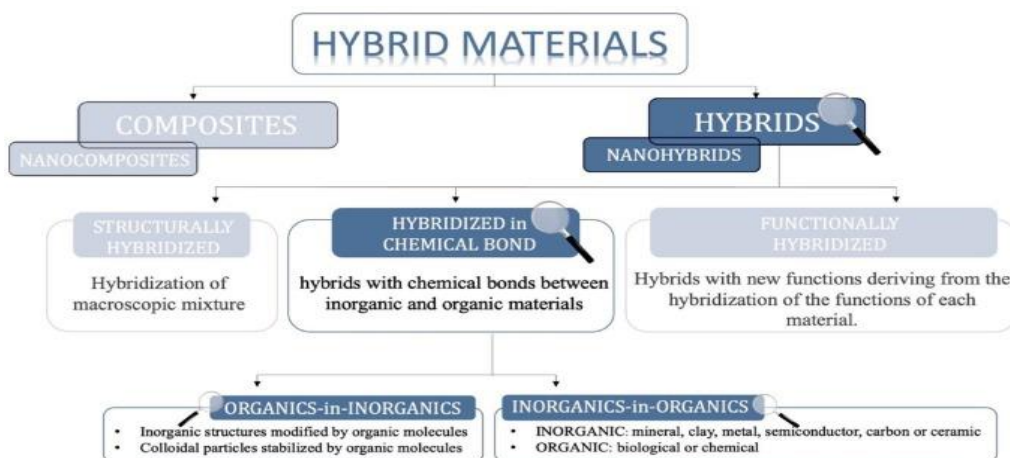 HYBRID MATERIALS
COMPOSITES
NANOCOMPOSITES
HYBRIDS
NANOHYBRIDS
STRUCTURALLY
HYBRIDIZED
Hybridization of
macroscopic mixture
HYBRIDIZED in
CHEMICAL BOND
hybrids with chemical bonds between
inorganic and organic materials
FUNCTIONALLY
HYBRIDIZED
Hybrids with new functions deriving from the
hybridization of the functions of each
material.
ORGANICS-in-INORGANICS
• Inorganic structures modified by organic molecules
• Colloidal particles stabilized by organic molecules
INORGANICS-in-ORGANICS
• INORGANIC: mineral, clay, metal, semiconductor, carbon or ceramic
• ORGANIC: biological or chemical